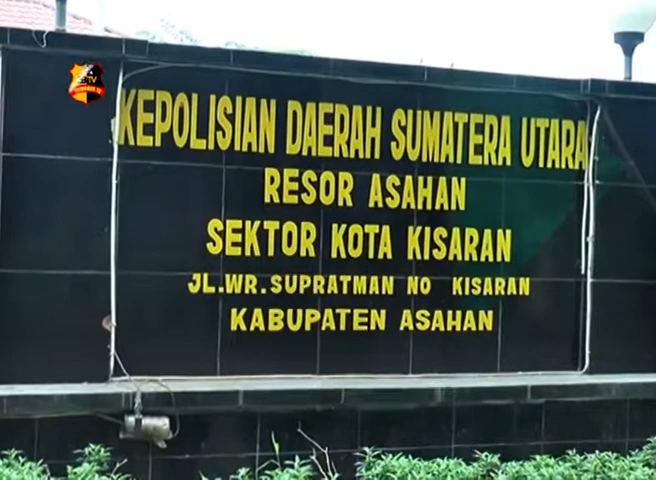 KEPOLISIAN DAERAH SUMATERA UTARA
RESOR ASAHAN
SEKTOR KOTA KISARAN
JL.WR.SUPRATMAN NO KISARAN
KABUPATEN ASAHAN